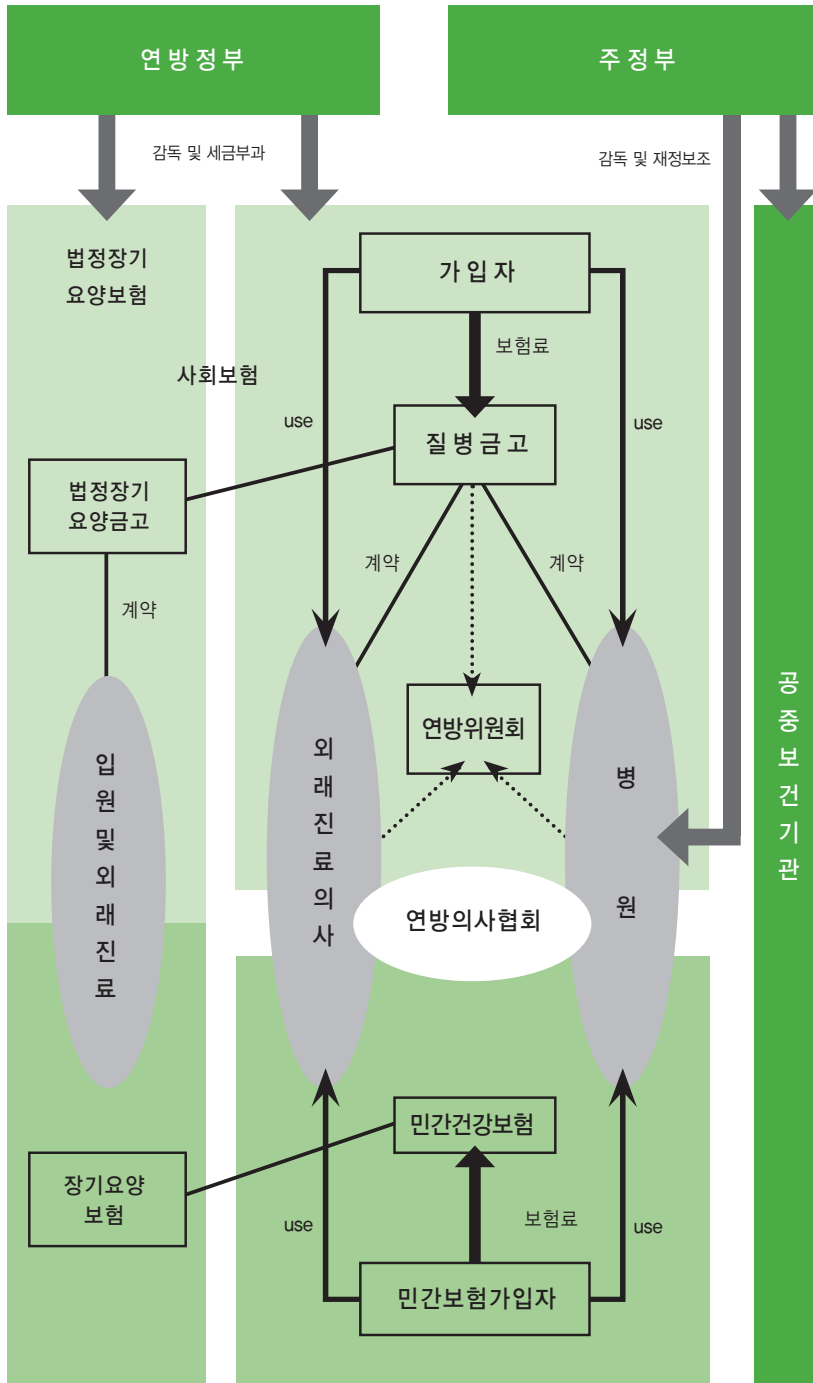 연방정부
주정부
감독 및 세금부과
감독 및 재정보조
법정장기
요양보험
가입자
보험료
사회보험
use
use
질병금고
법정장기
요양금고
계약
계약
계약
연방위원회
입원및외래진료
외래진료의사
병원
공중보건기관
연방의사협회
민간건강보험
장기요양
보험
use
보험료
use
민간보험가입자